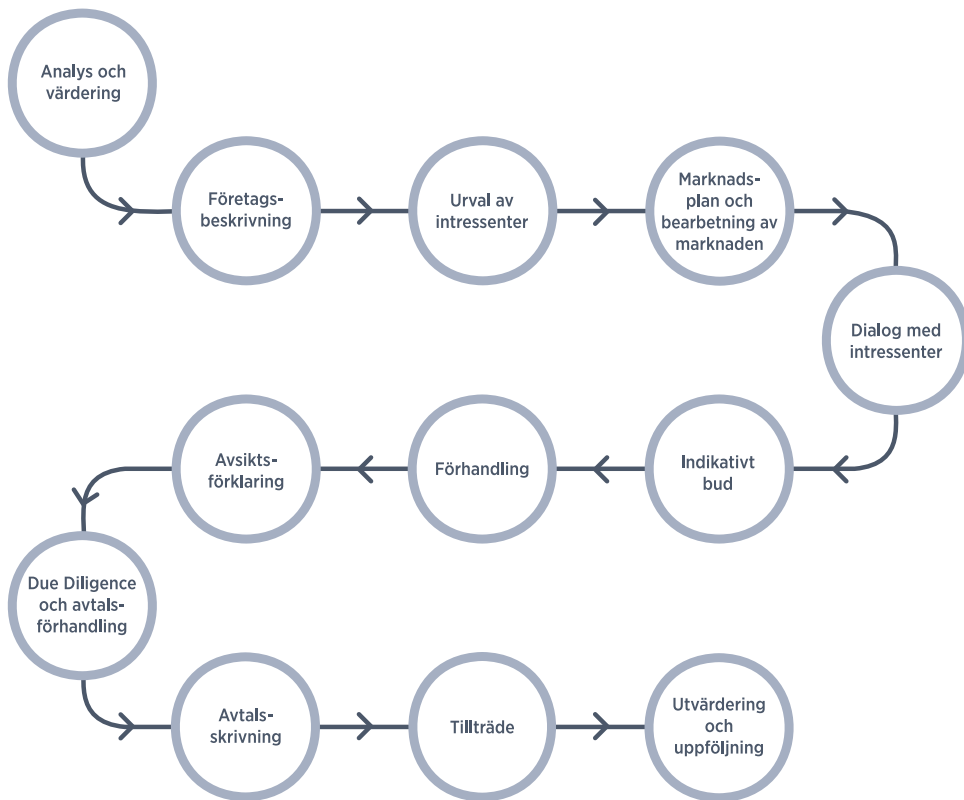 Analys och
värdering
Företags-
beskrivning
Urval av
intressenter
Marknads-
plan och
bearbetning av
marknaden
Dialog med
intressenter
Indikativt
bud
Förhandling
Avsikts-
förklaring
Due Diligence
och avtals-
förhandling
Avtals-
skrivning
Tillträde
Utvärdering
och
uppföljning